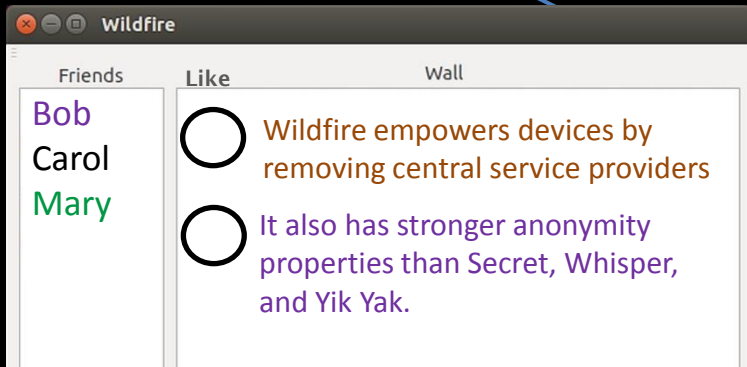 Wildfire
Friends
Like
Wall
Bob
Carol
Mary
Wildfire empowers devices by
removing central service providers
It also has stronger anonymity
properties than Secret, Whisper,
and Yik Yak.